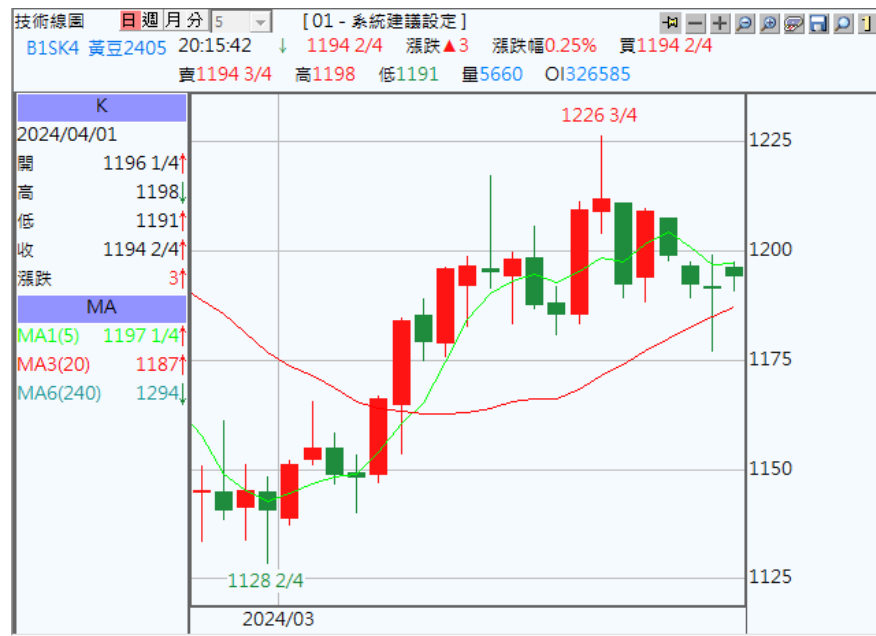 技術線圖 日 週 月 分 5 [ 01 - 系統建議設定 ]
B1SK4 黃豆2405 20:15:42 ↓ 1194 2/4 漲跌▲3 漲跌幅0.25% 買1194 2/4
賣1194 3/4 高1198 低1191 量5660 OI326585
K
2024/04/01
開 1196 1/4↑
高 1198↓
低 1191↑
收 1194 2/4↑
漲跌 3↑
MA
MA1(5) 1197 1/4↑
MA3(20) 1187↑
MA6(240) 1294↓
1226 3/4
1225
1200
1175
1150
1125
1128 2/4
2024/03